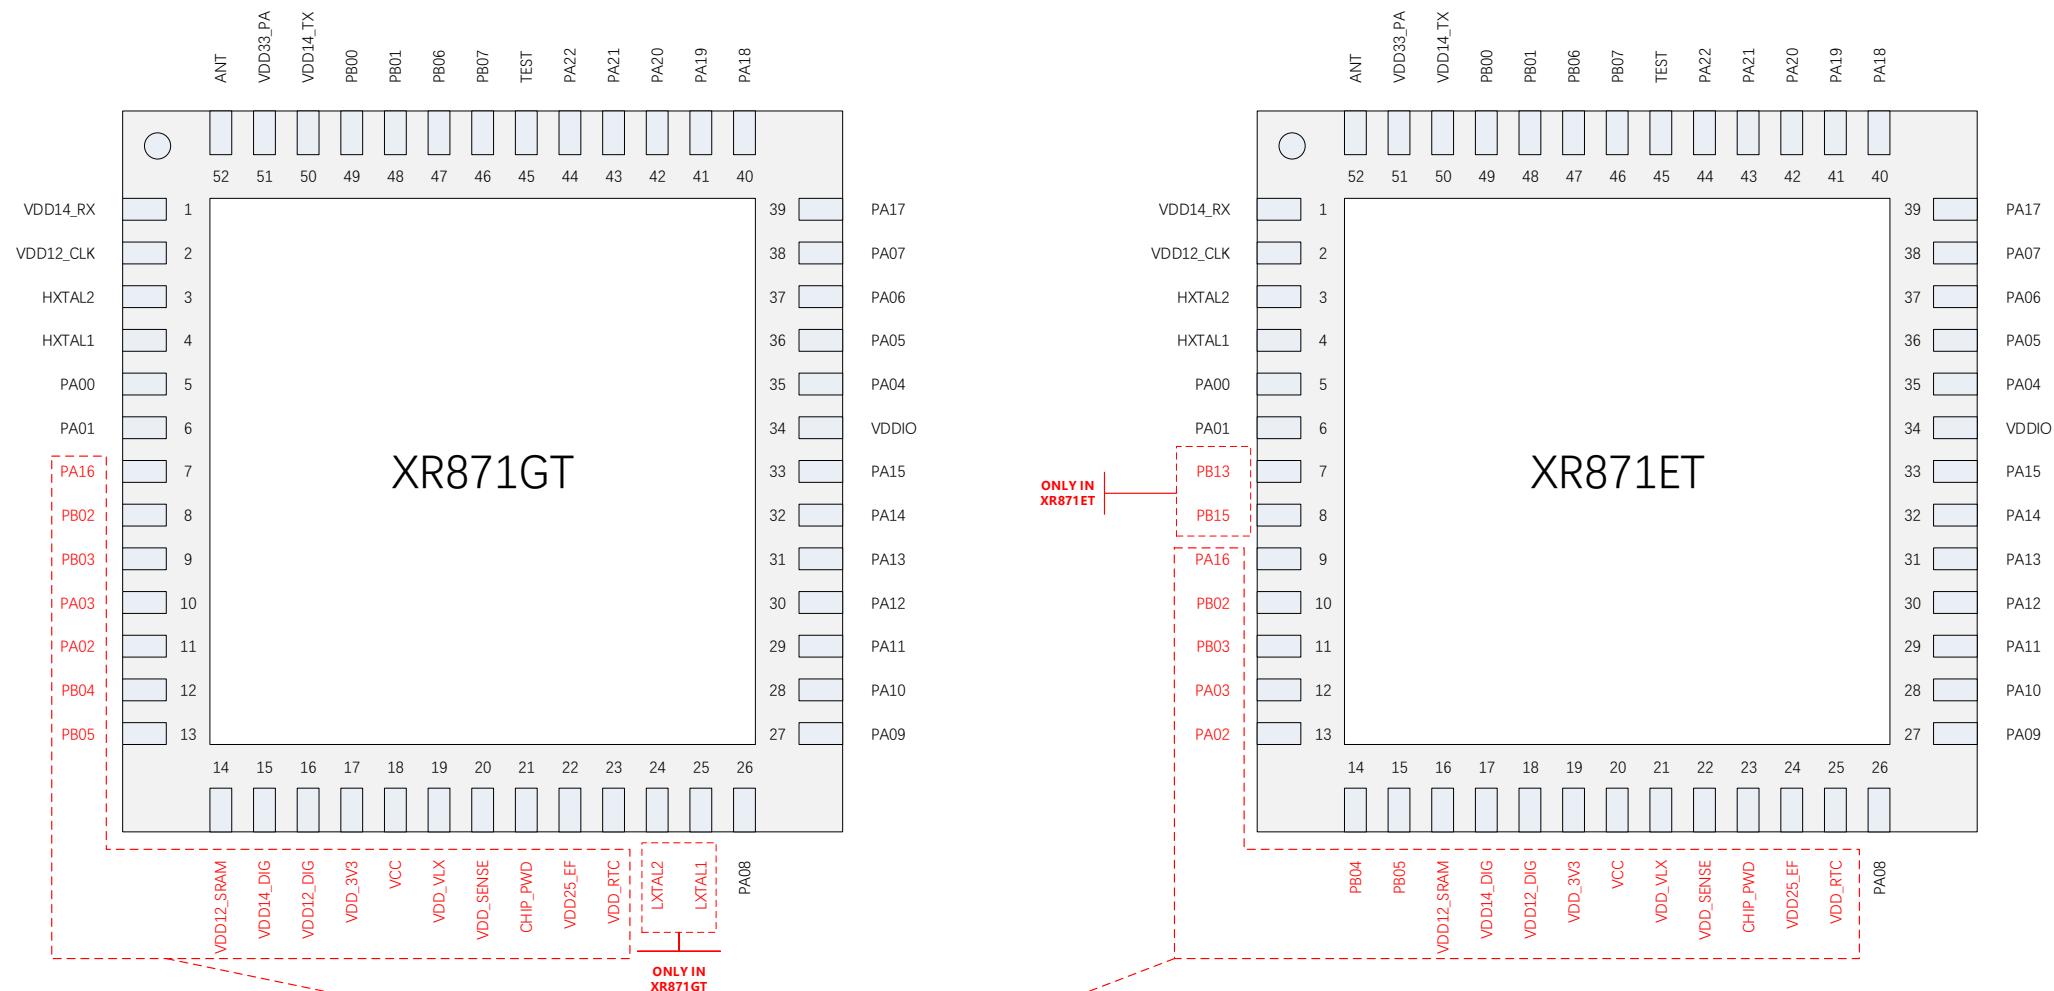 ANT
VDD33_PA
VDD14_TX
PB00
PB01
PB06
PB07
TEST
PA22
PA21
PA20
PA19
PA18
52 51 50 49 48 47 46 45 44 43 42 41 40
VDD14_RX 1 39 PA17
VDD12_CLK 2 38 PA07
HXTAL2 3 37 PA06
HXTAL1 4 36 PA05
PA00 5 35 PA04
PA01 6 34 VDDIO
PA16 7 33 PA15
XR871GT
PB02 8 32 PA14
PB03 9 31 PA13
PA03 10 30 PA12
PA02 11 29 PA11
PB04 12 28 PA10
PB05 13 27 PA09
14 15 16 17 18 19 20 21 22 23 24 25 26
VDD12_SRAM
VDD14_DIG
VDD12_DIG
VDD_3V3
VCC
VDD_VLX
VDD_SENSE
CHIP_PWD
VDD25_EF
VDD_RTC
LXTAL2
LXTAL1
PA08
ONLY IN
XR871GT
ANT
VDD33_PA
VDD14_TX
PB00
PB01
PB06
PB07
TEST
PA22
PA21
PA20
PA19
PA18
52 51 50 49 48 47 46 45 44 43 42 41 40
VDD14_RX 1 39 PA17
VDD12_CLK 2 38 PA07
HXTAL2 3 37 PA06
HXTAL1 4 36 PA05
PA00 5 35 PA04
PA01 6 34 VDDIO
PB13 7 33 PA15
XR871ET
ONLY IN
XR871ET
PB15 8 32 PA14
PA16 9 31 PA13
PB02 10 30 PA12
PB03 11 29 PA11
PA03 12 28 PA10
PA02 13 27 PA09
14 15 16 17 18 19 20 21 22 23 24 25 26
PB04
PB05
VDD12_SRAM
VDD14_DIG
VDD12_DIG
VDD_3V3
VCC
VDD_VLX
VDD_SENSE
CHIP_PWD
VDD25_EF
VDD_RTC
PA08